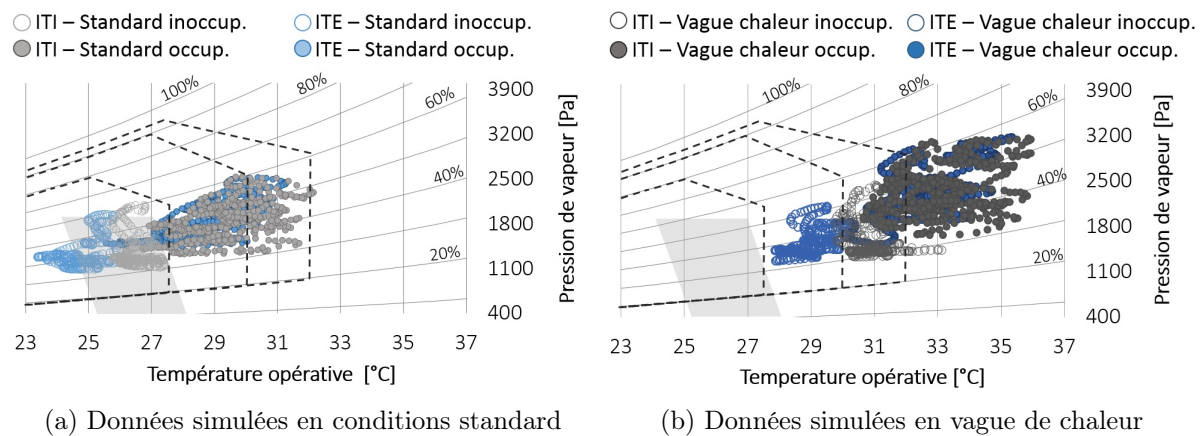 ITI – Standard inoccup. ITE – Standard inoccup.
ITI – Standard occup. ITE – Standard occup.
100% 80% 60% 40% 20%
3900
3200
2500
1800
1100
400
Pression de vapeur [Pa]
23 25 27 29 31 33 35 37
Température opérative [°C]
(a) Données simulées en conditions standard
ITI – Vague chaleur inoccup. ITE – Vague chaleur inoccup.
ITI – Vague chaleur occup. ITE – Vague chaleur occup.
100% 80% 60% 40% 20%
3900
3200
2500
1800
1100
400
Pression de vapeur [Pa]
23 25 27 29 31 33 35 37
Température opérative [°C]
(b) Données simulées en vague de chaleur